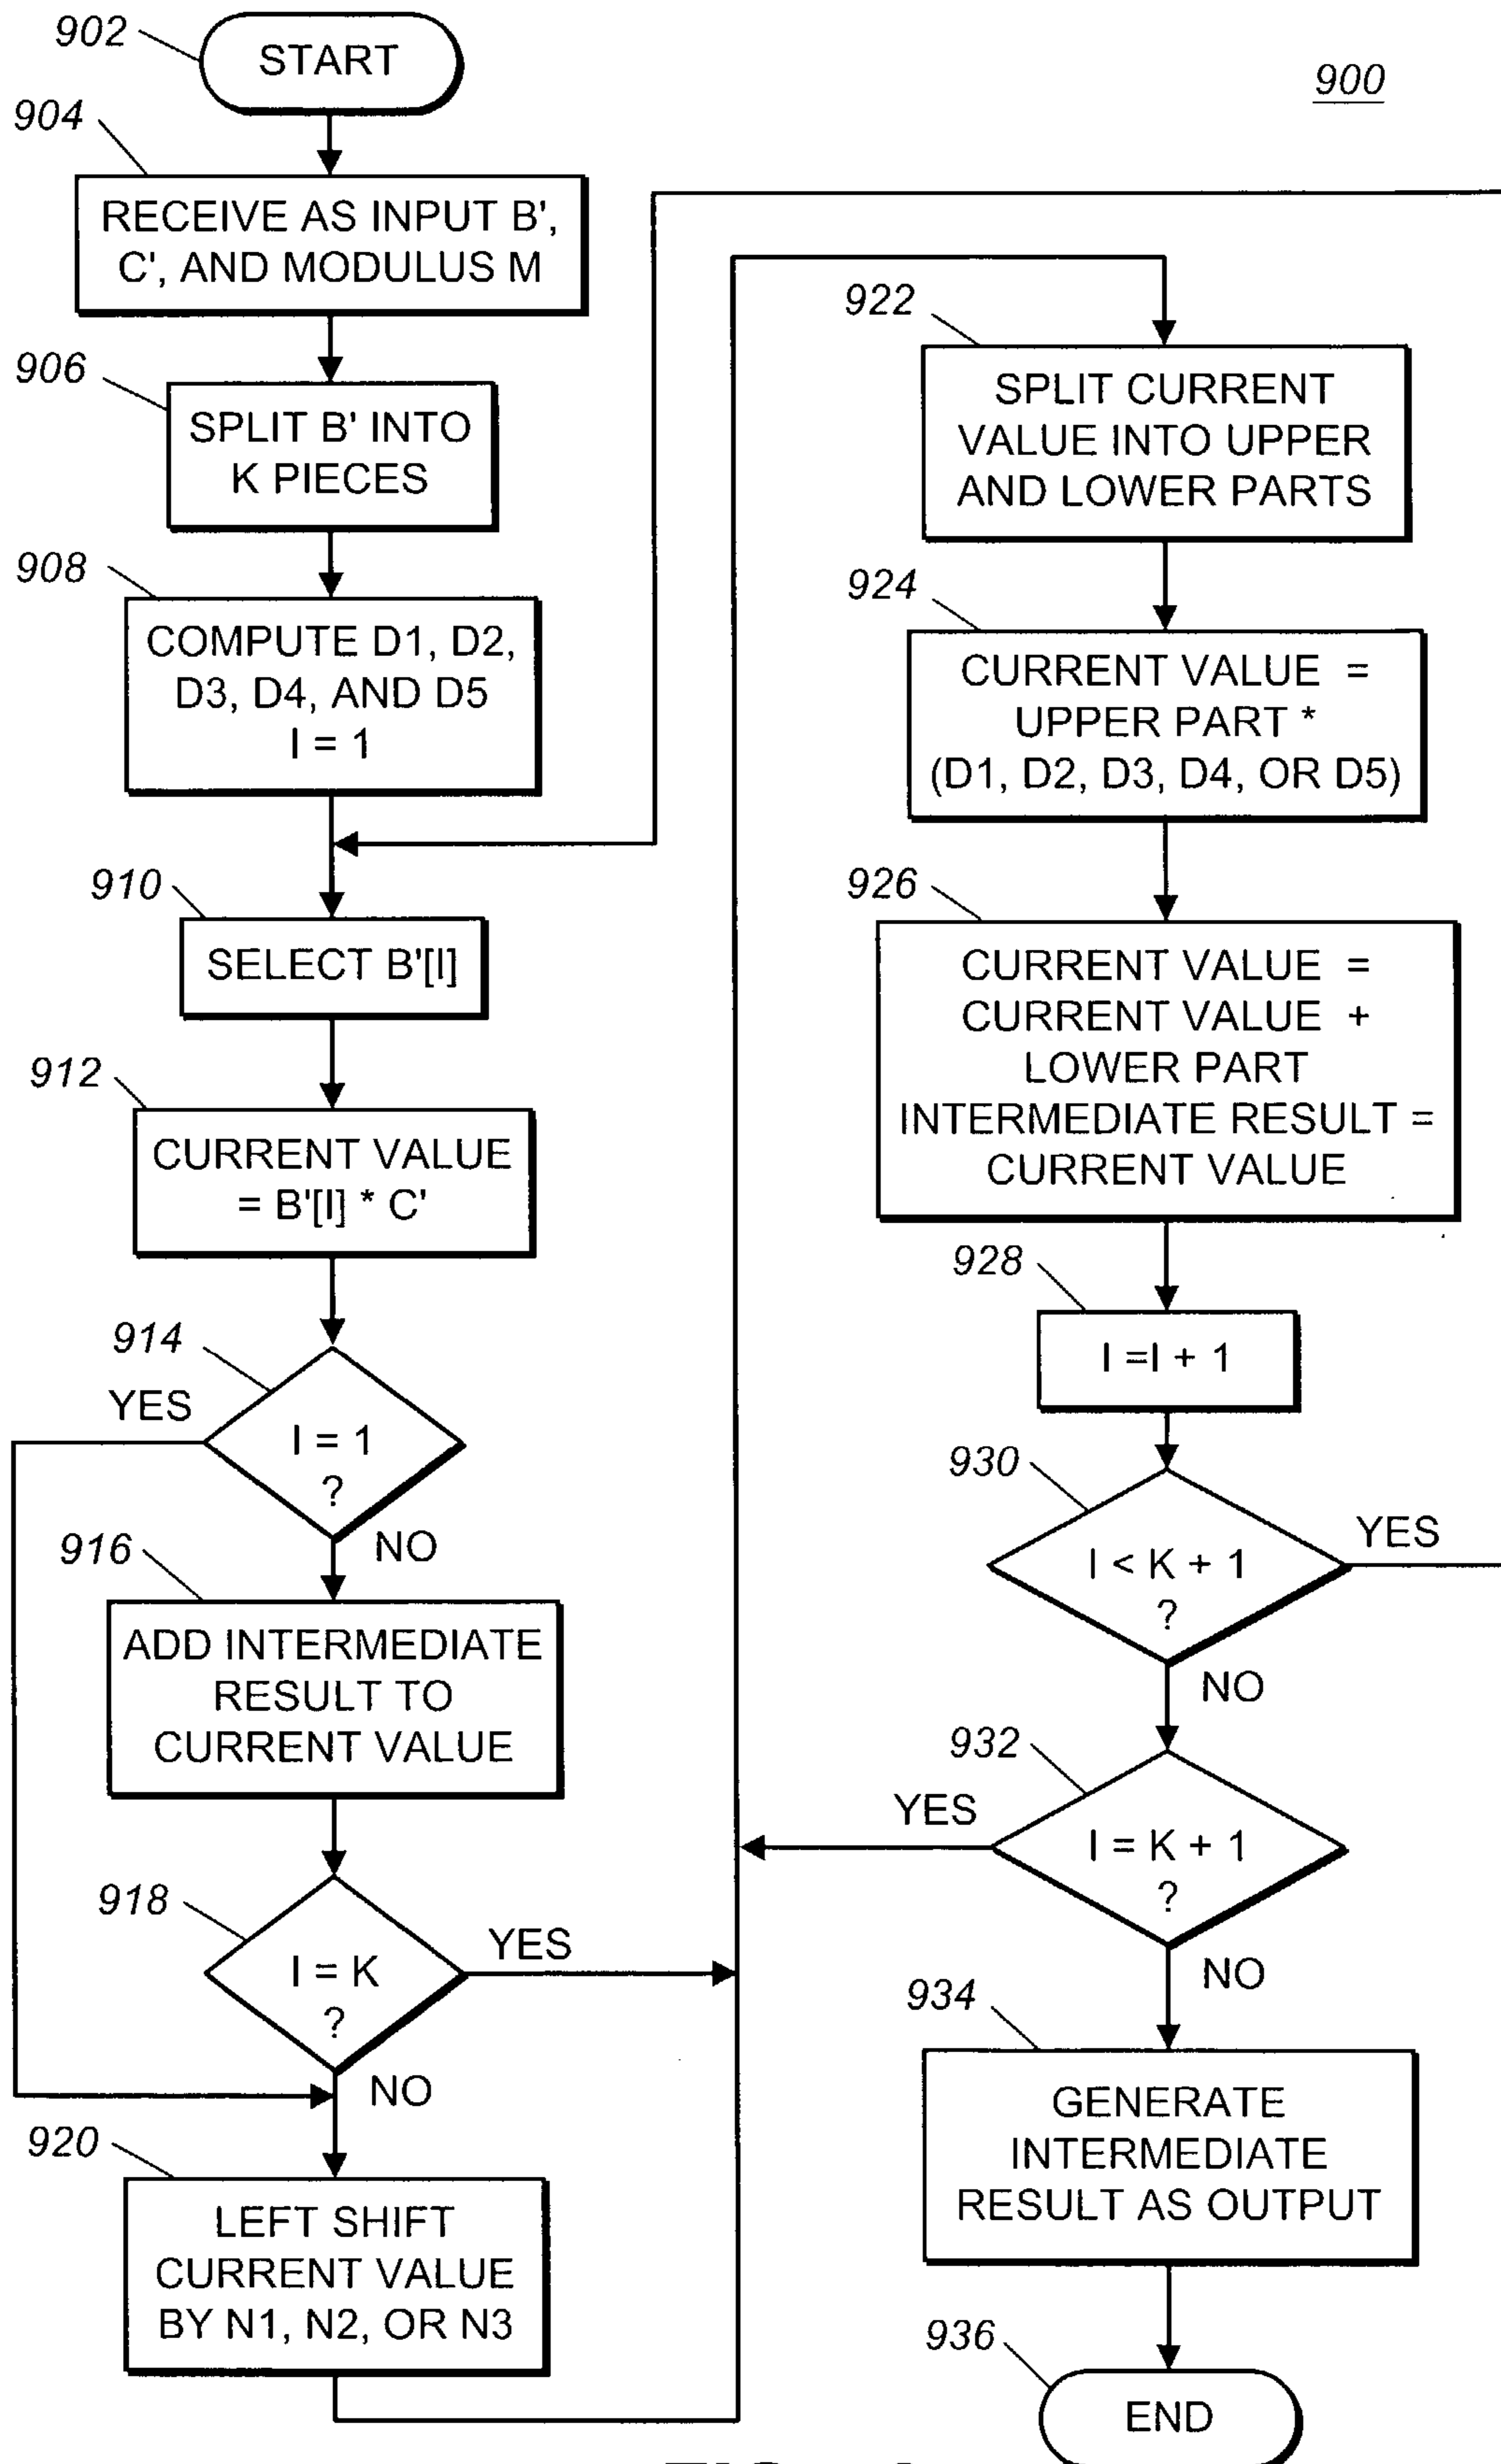 902
START
900
904
RECEIVE AS INPUT B',
C', AND MODULUS M
906
SPLIT B' INTO
K PIECES
908
COMPUTE D1, D2,
D3, D4, AND D5
I = 1
910
SELECT B'[I]
912
CURRENT VALUE
= B'[I] * C'
914
YES
I = 1
?
NO
916
ADD INTERMEDIATE
RESULT TO
CURRENT VALUE
918
YES
I = K
?
NO
920
LEFT SHIFT
CURRENT VALUE
BY N1, N2, OR N3
922
SPLIT CURRENT
VALUE INTO UPPER
AND LOWER PARTS
924
CURRENT VALUE =
UPPER PART *
(D1, D2, D3, D4, OR D5)
926
CURRENT VALUE =
CURRENT VALUE +
LOWER PART
INTERMEDIATE RESULT =
CURRENT VALUE
928
I =I + 1
930
YES
I < K + 1
?
NO
932
YES
I = K + 1
?
NO
934
GENERATE
INTERMEDIATE
RESULT AS OUTPUT
936
END